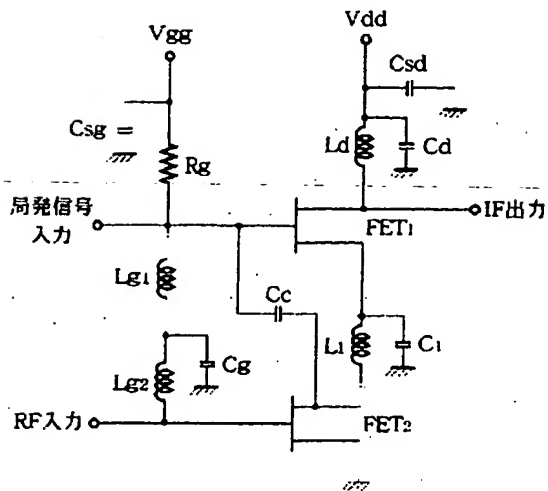 Vgg
Vdd
Csd
Csg =
Ld
Cd
Rg
局発信号
入力
FET1
IF出力
Lg1
Cc
L1
C1
Lg2
Cg
RF入力
FET2